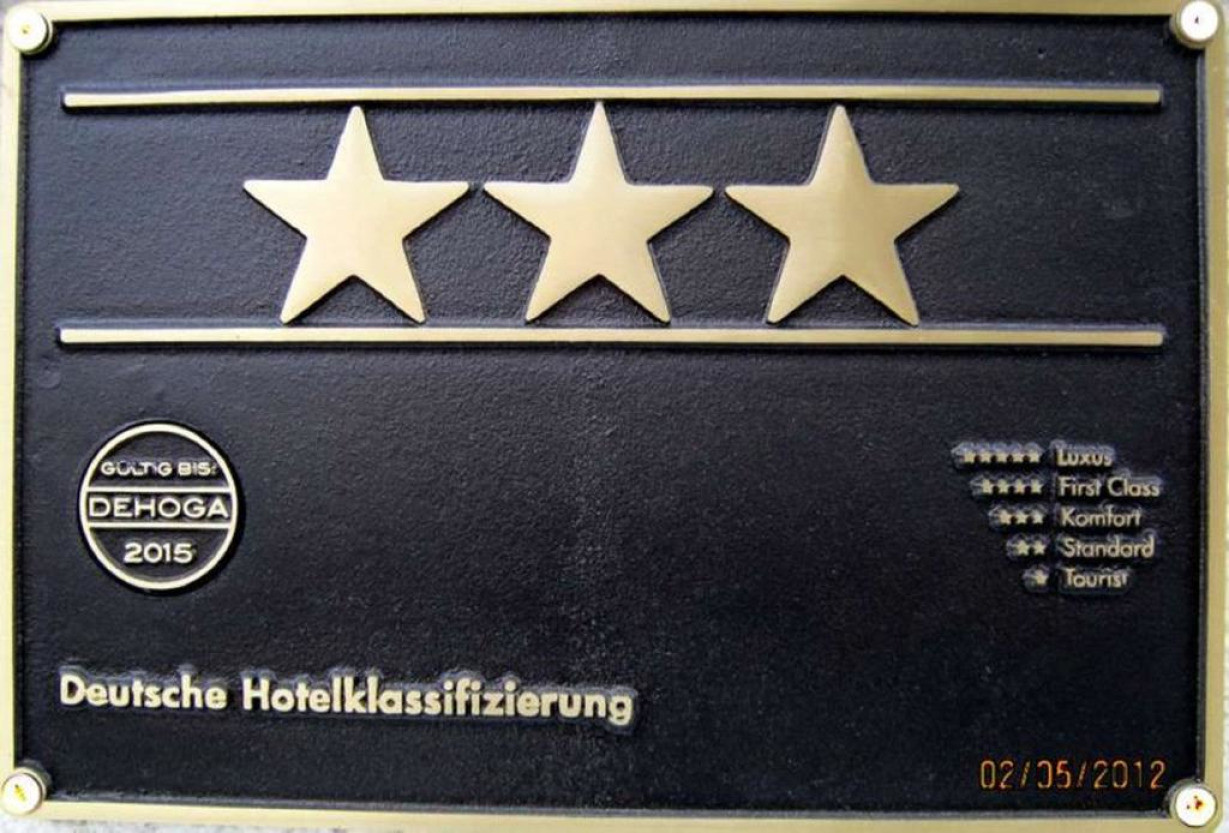 GÜLTIG BIS:
DEHOGA
2015
Luxus
First Class
Komfort
Standard
Tourist
Deutsche Hotelklassifizierung
02/05/2012